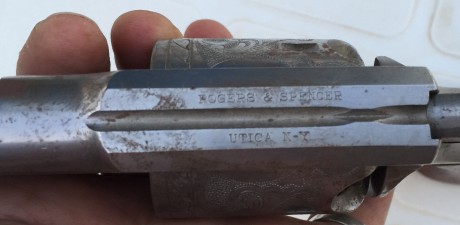 ROGERS & SPENCER
UTICA N-Y